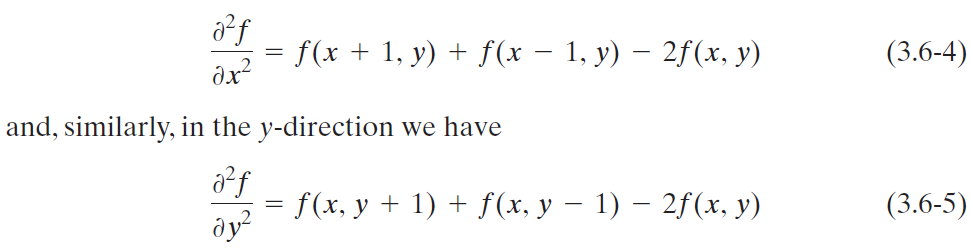 ∂²f/∂x² = f(x + 1, y) + f(x − 1, y) − 2f(x, y) (3.6-4)
and, similarly, in the y-direction we have
∂²f/∂y² = f(x, y + 1) + f(x, y − 1) − 2f(x, y) (3.6-5)